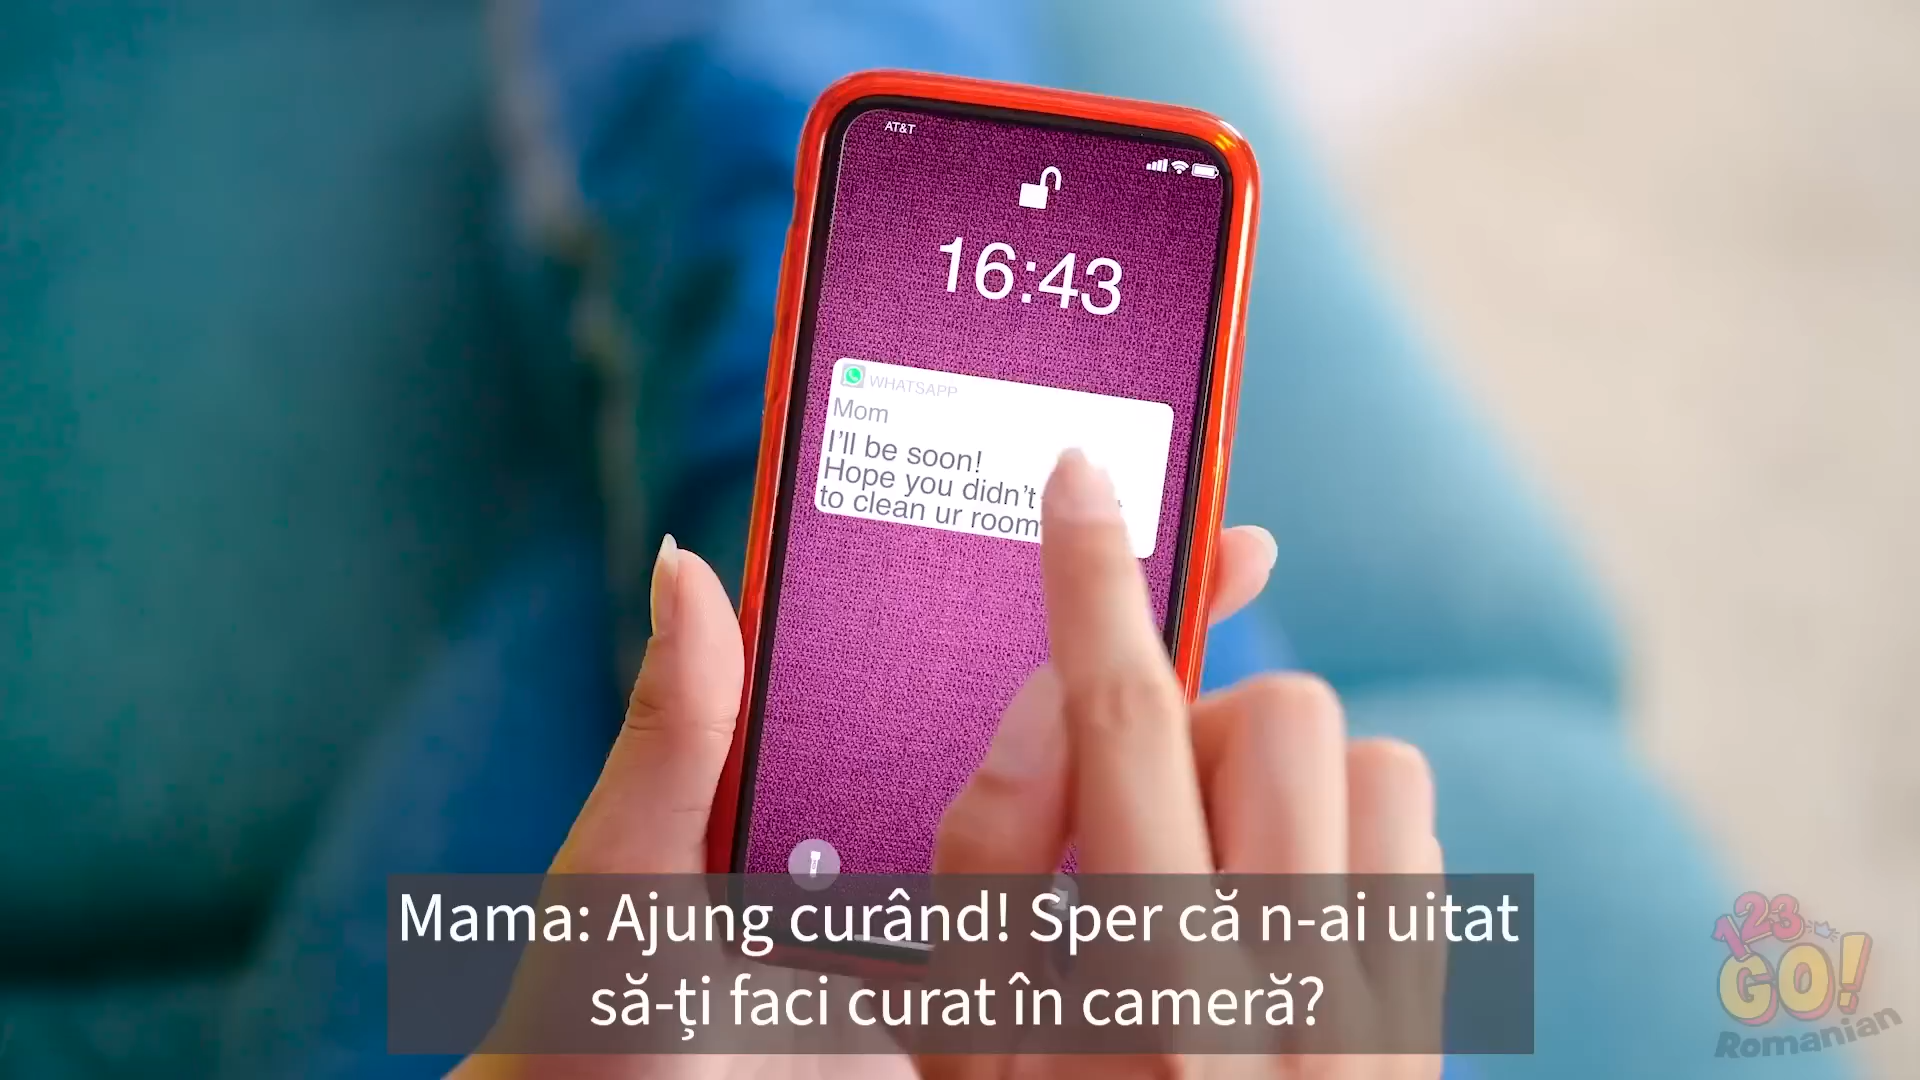 AT&T
16:43
WHATSAPP
Mom
I'll be soon!
Hope you didn't
to clean ur room
Mama: Ajung curând! Sper că n-ai uitat
să-ți faci curat în cameră?
123
GO!
Romanian